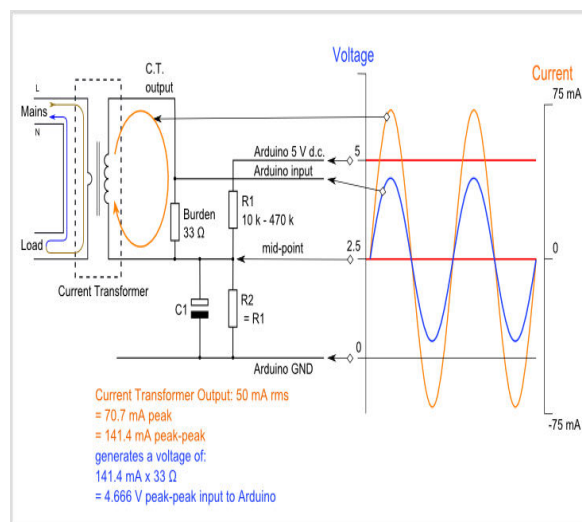 Voltage
Current
C.T.
output
75 mA
L
Mains
N
Arduino 5 V d.c.
5
Arduino input
Burden
33 Ω
R1
10 k - 470 k
mid-point
2.5
0
Load
Current Transformer
C1
R2
= R1
0
Arduino GND
-75 mA
Current Transformer Output: 50 mA rms
= 70.7 mA peak
= 141.4 mA peak-peak
generates a voltage of:
141.4 mA x 33 Ω
= 4.666 V peak-peak input to Arduino